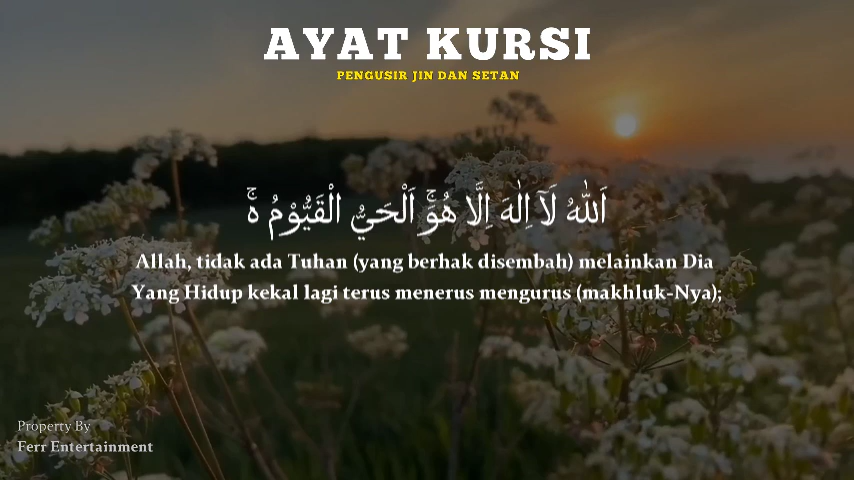 AYAT KURSI
PENGUSIR JIN DAN SETAN
اَللّٰهُ لَآ اِلٰهَ اِلَّا هُوَۚ اَلْحَيُّ الْقَيُّوْمُ ەۚ
Allah, tidak ada Tuhan (yang berhak disembah) melainkan Dia
Yang Hidup kekal lagi terus menerus mengurus (makhluk-Nya);
Property By
Ferr Entertainment